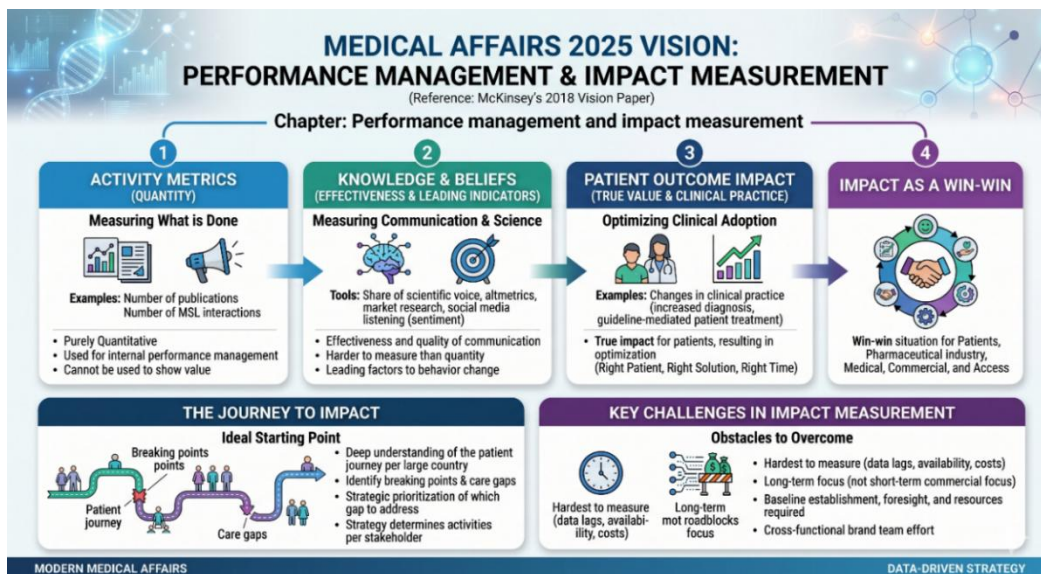 MEDICAL AFFAIRS 2025 VISION:
PERFORMANCE MANAGEMENT & IMPACT MEASUREMENT
(Reference: McKinsey's 2018 Vision Paper)
Chapter: Performance management and impact measurement
1
ACTIVITY METRICS
(QUANTITY)
Measuring What is Done
Examples: Number of publications
Number of MSL interactions
• Purely Quantitative
• Used for internal performance management
• Cannot be used to show value
2
KNOWLEDGE & BELIEFS
(EFFECTIVENESS & LEADING INDICATORS)
Measuring Communication & Science
Tools: Share of scientific voice, altmetrics,
market research, social media
listening (sentiment)
• Effectiveness and quality of communication
• Harder to measure than quantity
• Leading factors to behavior change
3
PATIENT OUTCOME IMPACT
(TRUE VALUE & CLINICAL PRACTICE)
Optimizing Clinical Adoption
Examples: Changes in clinical practice
(increased diagnosis,
guideline-mediated patient treatment)
• True impact for patients, resulting in
optimization
(Right Patient, Right Solution, Right Time)
4
IMPACT AS A WIN-WIN
Win-win situation for Patients,
Pharmaceutical industry,
Medical, Commercial, and Access
THE JOURNEY TO IMPACT
Ideal Starting Point
Breaking points
points
Patient
journey
Care gaps
• Deep understanding of the patient
journey per large country
• Identify breaking points & care gaps
• Strategic prioritization of which
gap to address
• Strategy determines activities
per stakeholder
KEY CHALLENGES IN IMPACT MEASUREMENT
Obstacles to Overcome
Hardest to measure
(data lags, availabi-
ility, costs)
Long-term
mot roadblocks
focus
• Hardest to measure (data lags, availability, costs)
• Long-term focus (not short-term commercial focus)
• Baseline establishment, foresight, and resources
required
• Cross-functional brand team effort
MODERN MEDICAL AFFAIRS
DATA-DRIVEN STRATEGY